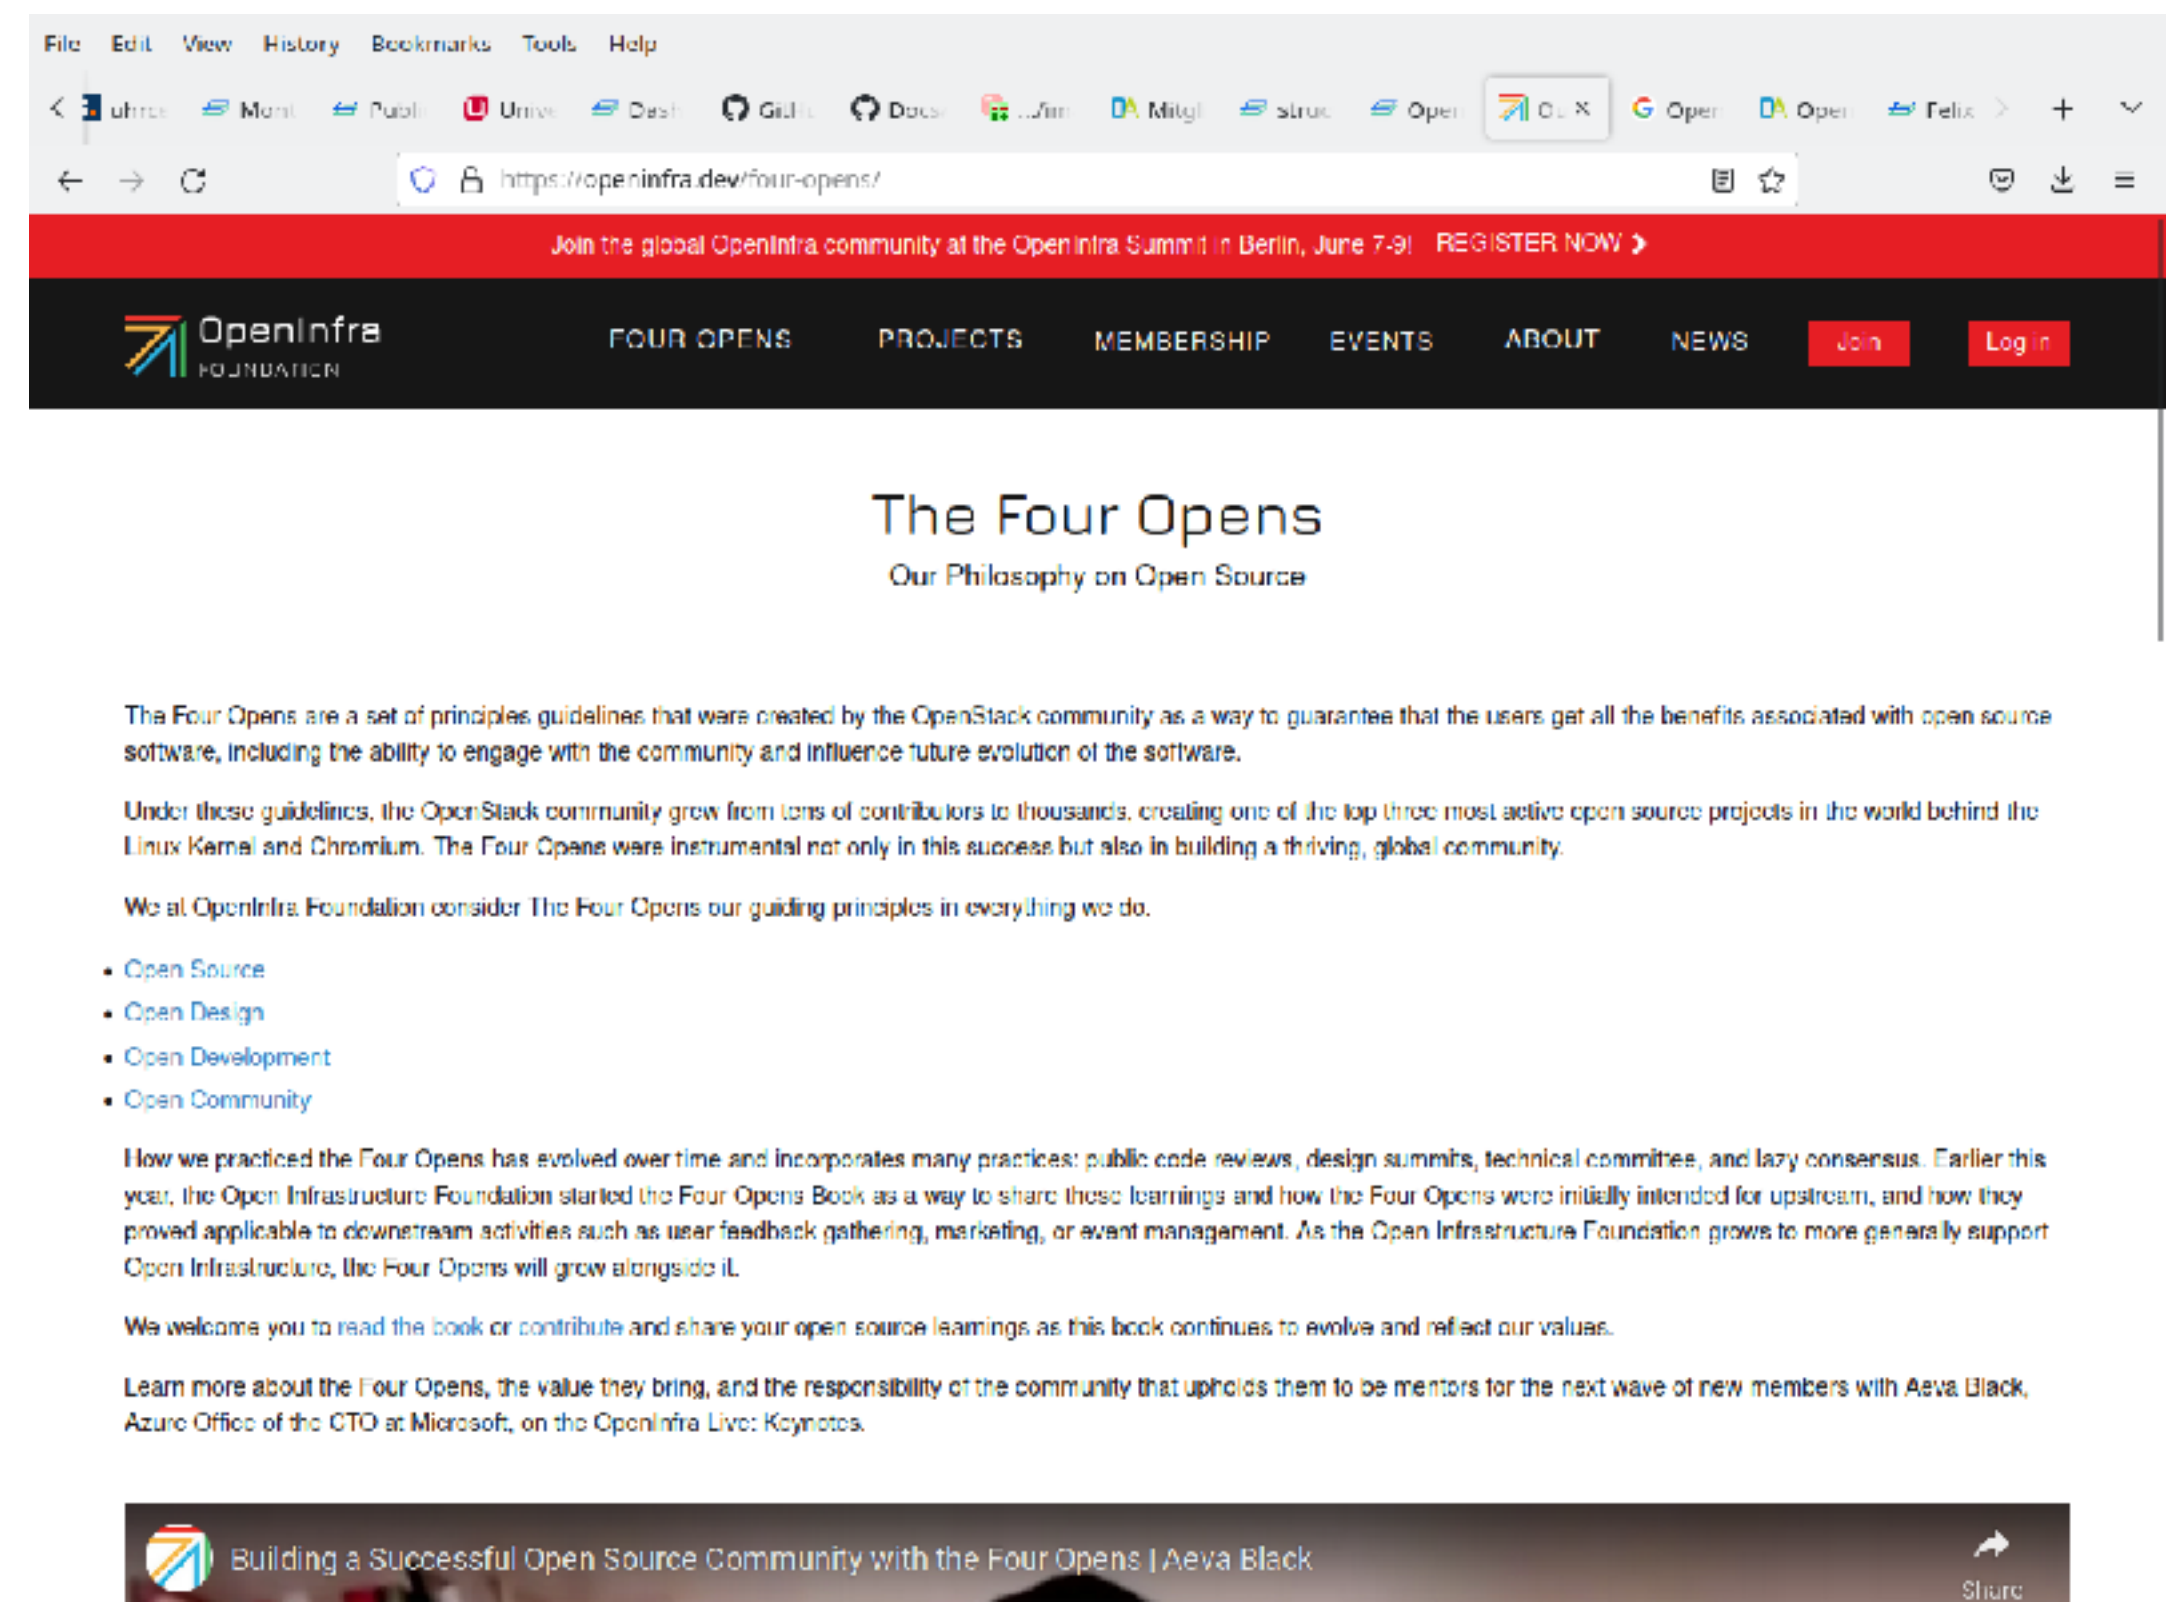 File Edit View History Bookmarks Tools Help
uhrce Mont Publi Unive Dash GitHu Docs ../im Mitgl struc Open Ou Open Open Felix
https://openinfra.dev/four-opens/
Join the global OpenInfra community at the OpenInfra Summit in Berlin, June 7-9! REGISTER NOW
OpenInfra
FOUNDATION
FOUR OPENS PROJECTS MEMBERSHIP EVENTS ABOUT NEWS Join Log in
The Four Opens
Our Philosophy on Open Source
The Four Opens are a set of principles guidelines that were created by the OpenStack community as a way to guarantee that the users get all the benefits associated with open source
software, including the ability to engage with the community and influence future evolution of the software.
Under these guidelines, the OpenStack community grew from tens of contributors to thousands, creating one of the top three most active open source projects in the world behind the
Linux Kernel and Chromium. The Four Opens were instrumental not only in this success but also in building a thriving, global community.
We at OpenInfra Foundation consider The Four Opens our guiding principles in everything we do.
• Open Source
• Open Design
• Open Development
• Open Community
How we practiced the Four Opens has evolved over time and incorporates many practices: public code reviews, design summits, technical committee, and lazy consensus. Earlier this
year, the Open Infrastructure Foundation started the Four Opens Book as a way to share these learnings and how the Four Opens were initially intended for upstream, and how they
proved applicable to downstream activities such as user feedback gathering, marketing, or event management. As the Open Infrastructure Foundation grows to more generally support
Open Infrastructure, the Four Opens will grow alongside it.
We welcome you to read the book or contribute and share your open source learnings as this book continues to evolve and reflect our values.
Learn more about the Four Opens, the value they bring, and the responsibility of the community that upholds them to be mentors for the next wave of new members with Aeva Black,
Azure Office of the CTO at Microsoft, on the OpenInfra Live: Keynotes.
Building a Successful Open Source Community with the Four Opens | Aeva Black
Share